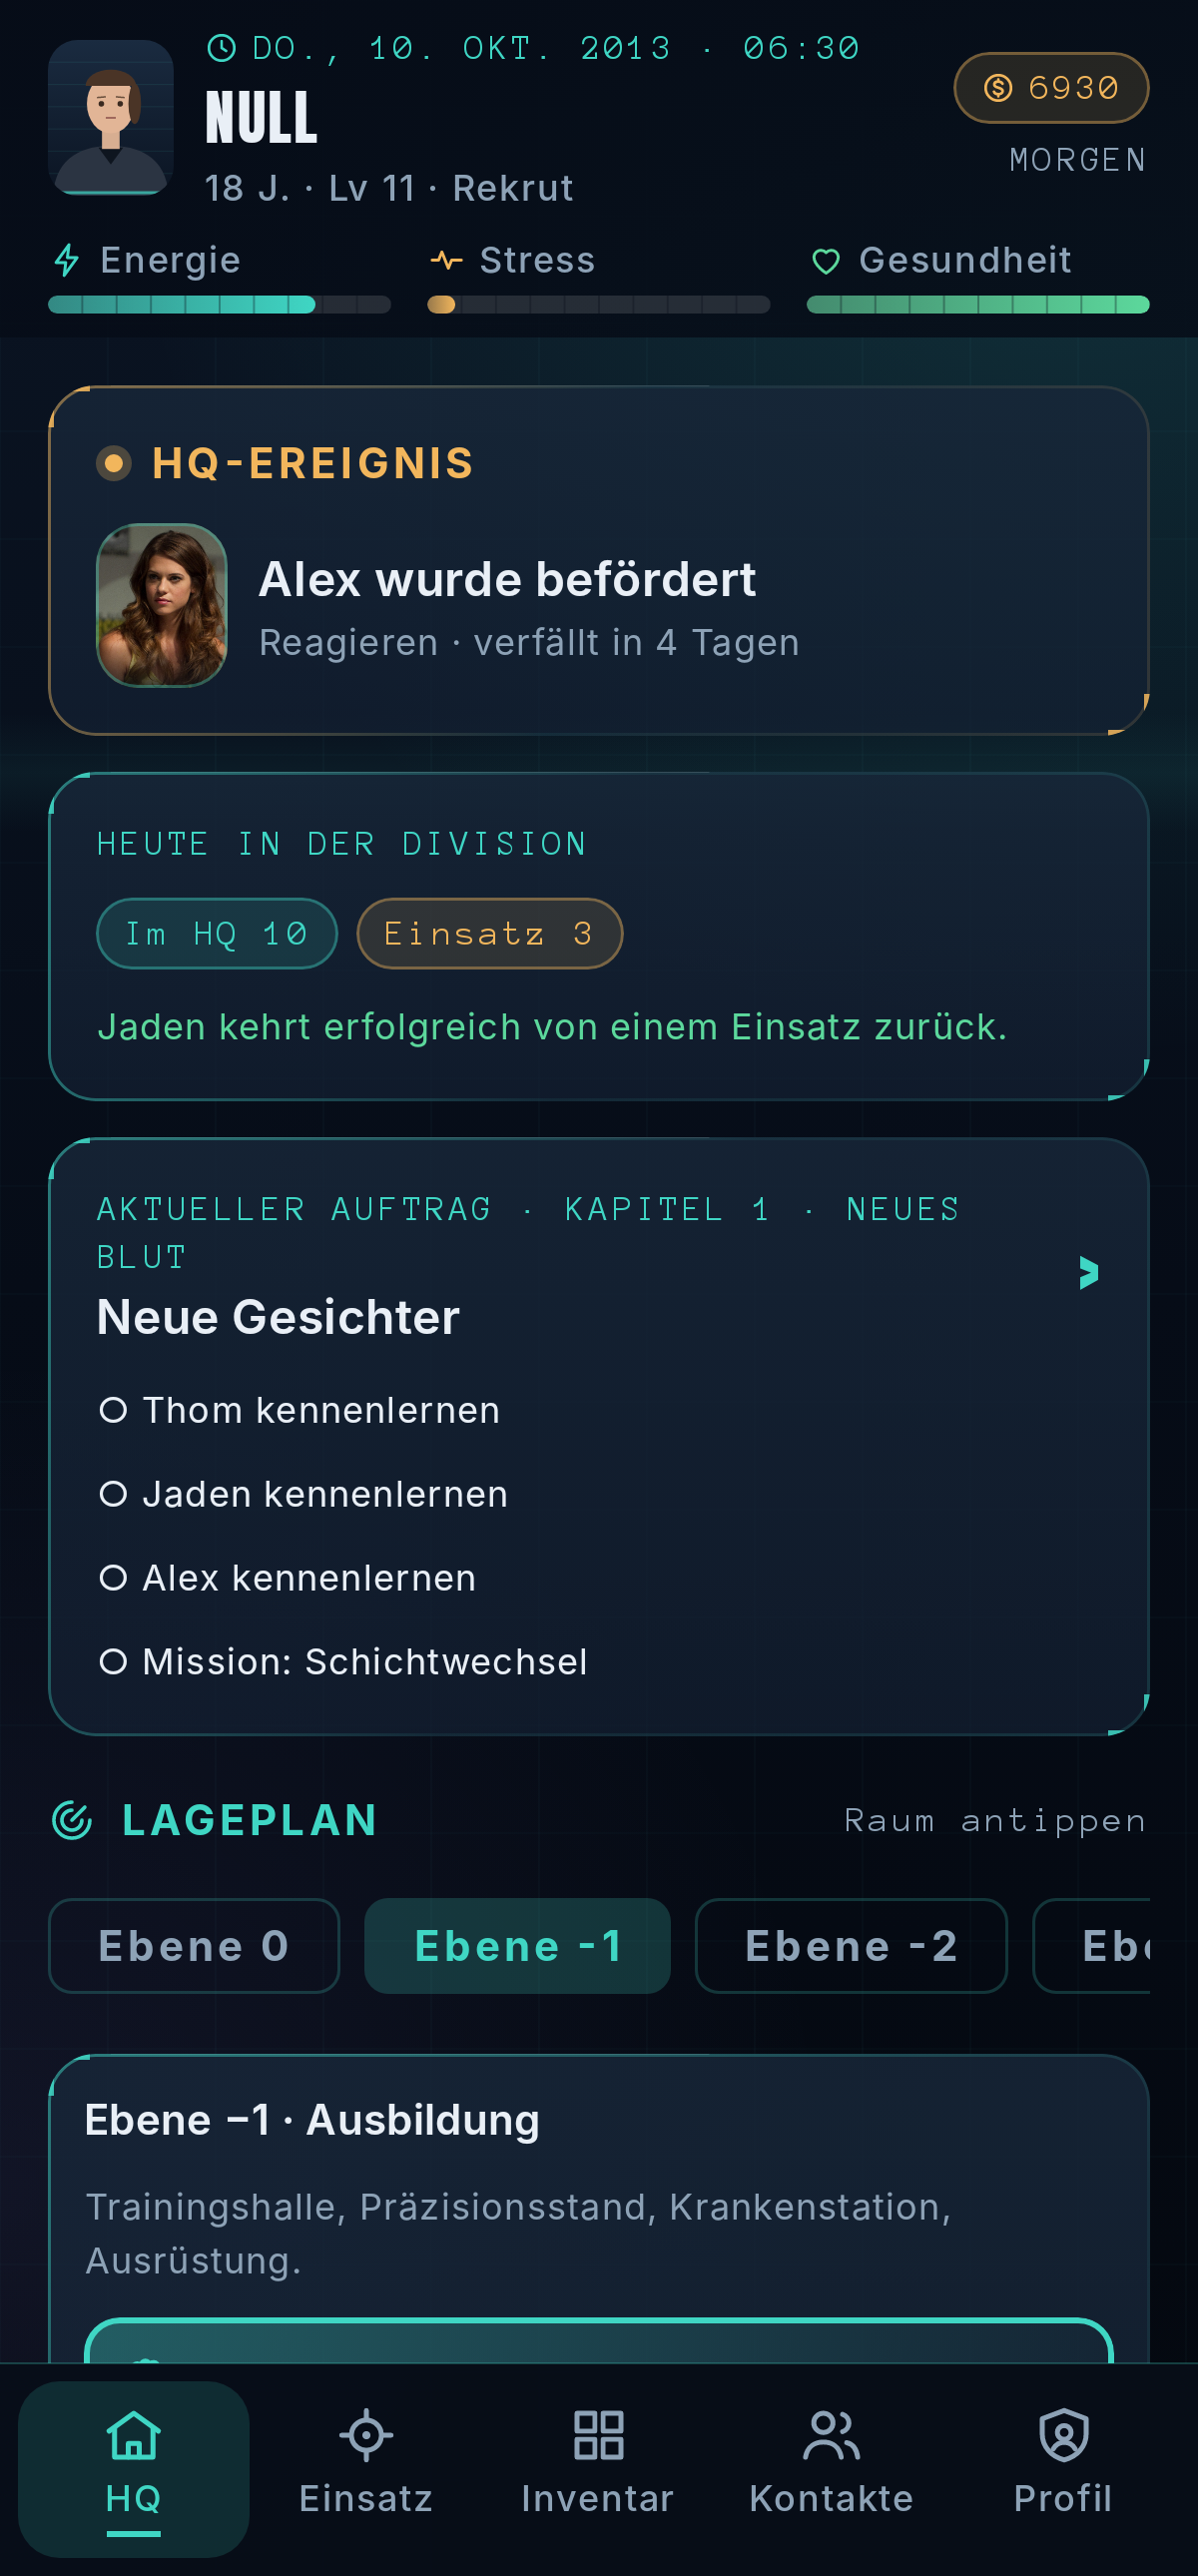 DO., 10. OKT. 2013 · 06:30
NULL
18 J. · Lv 11 · Rekrut
6930
MORGEN
Energie
Stress
Gesundheit
HQ-EREIGNIS
Alex wurde befördert
Reagieren · verfällt in 4 Tagen
HEUTE IN DER DIVISION
Im HQ 10
Einsatz 3
Jaden kehrt erfolgreich von einem Einsatz zurück.
AKTUELLER AUFTRAG · KAPITEL 1 · NEUES
BLUT
Neue Gesichter
Thom kennenlernen
Jaden kennenlernen
Alex kennenlernen
Mission: Schichtwechsel
LAGEPLAN
Raum antippen
Ebene 0
Ebene -1
Ebene -2
Ebene −1 · Ausbildung
Trainingshalle, Präzisionsstand, Krankenstation,
Ausrüstung.
HQ
Einsatz
Inventar
Kontakte
Profil